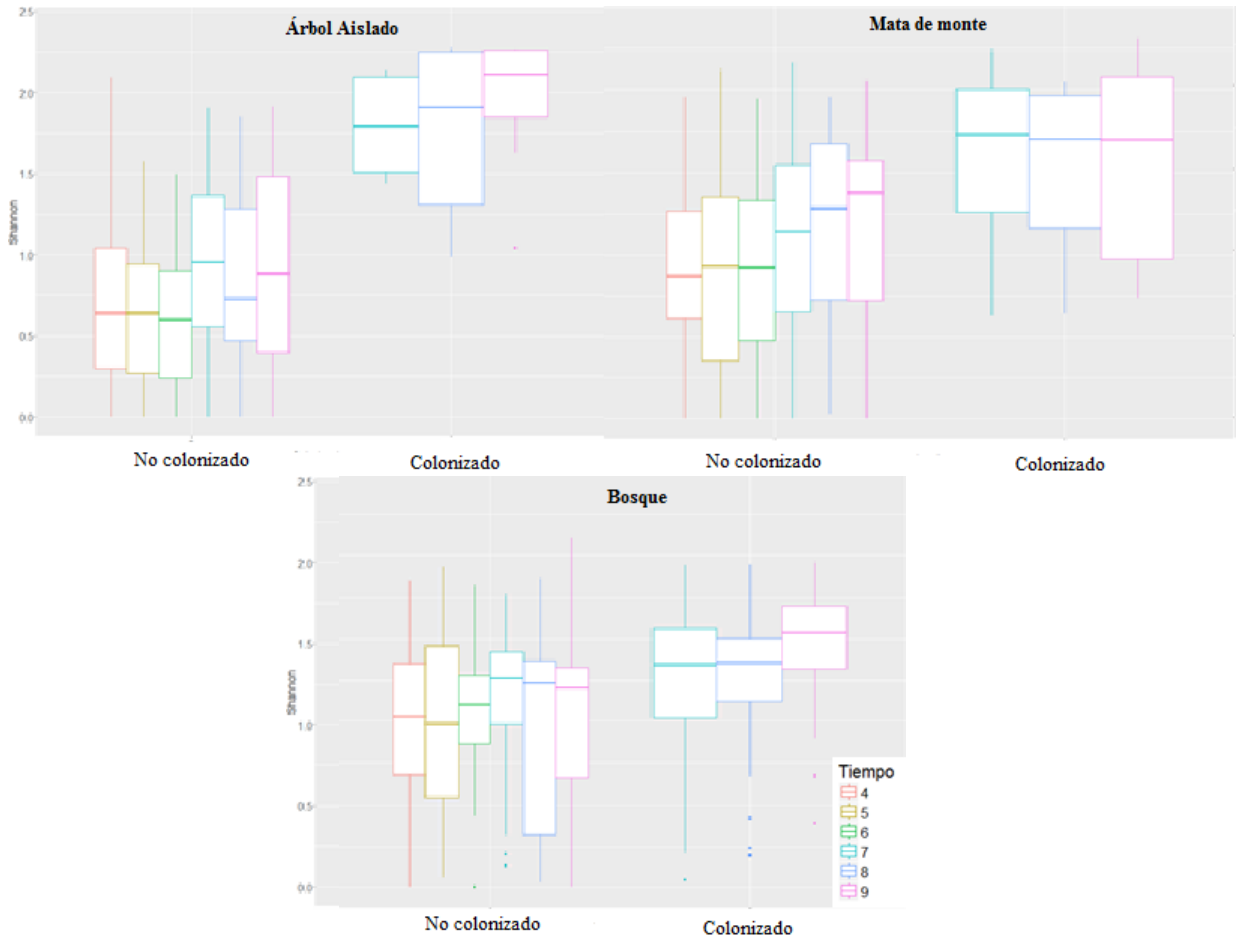 Árbol Aislado
Mata de monte
2.5
2.0
1.5
1.0
0.5
0.0
Shannon
No colonizado
Colonizado
No colonizado
Colonizado
Bosque
2.5
2.0
1.5
1.0
0.5
0.0
Shannon
Tiempo
4
5
6
7
8
9
No colonizado
Colonizado